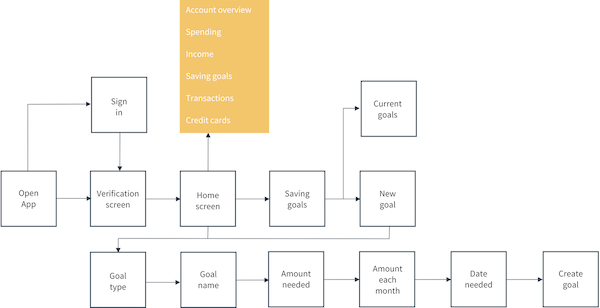 Account overview
Spending
Income
Saving goals
Transactions
Credit cards
Sign
in
Current
goals
Open
App
Verification
screen
Home
screen
Saving
goals
New
goal
Goal
type
Goal
name
Amount
needed
Amount
each
month
Date
needed
Create
goal